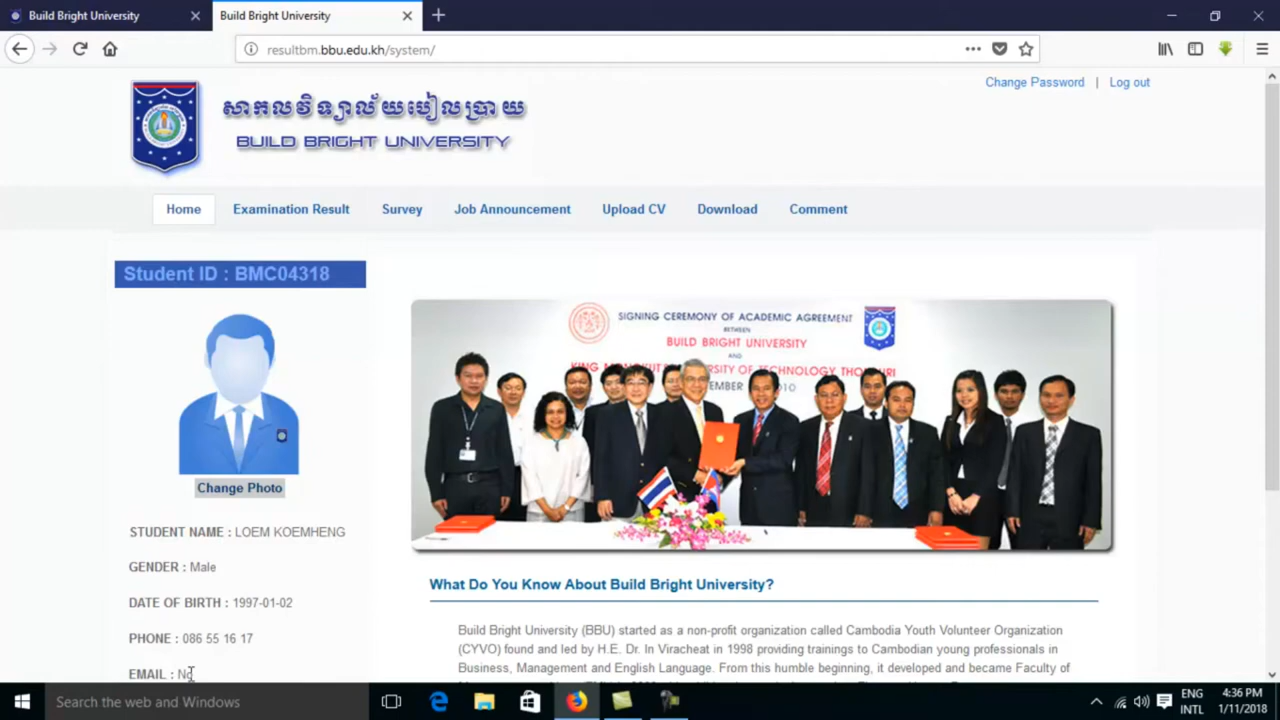 Build Bright University
Build Bright University
resultbm.bbu.edu.kh/system/
Change Password | Log out
សាកលវិទ្យាល័យបៀលប្រាយ
BUILD BRIGHT UNIVERSITY
Home Examination Result Survey Job Announcement Upload CV Download Comment
Student ID : BMC04318
Change Photo
STUDENT NAME : LOEM KOEMHENG
GENDER : Male
DATE OF BIRTH : 1997-01-02
PHONE : 086 55 16 17
EMAIL : No
SIGNING CEREMONY OF ACADEMIC AGREEMENT
BETWEEN
BUILD BRIGHT UNIVERSITY
AND
OF TECHNOLOGY
2010
What Do You Know About Build Bright University?
Build Bright University (BBU) started as a non-profit organization called Cambodia Youth Volunteer Organization
(CYVO) found and led by H.E. Dr. In Viracheat in 1998 providing trainings to Cambodian young professionals in
Business, Management and English Language. From this humble beginning, it developed and became Faculty of
Search the web and Windows
ENG
INTL
4:36 PM
1/11/2018